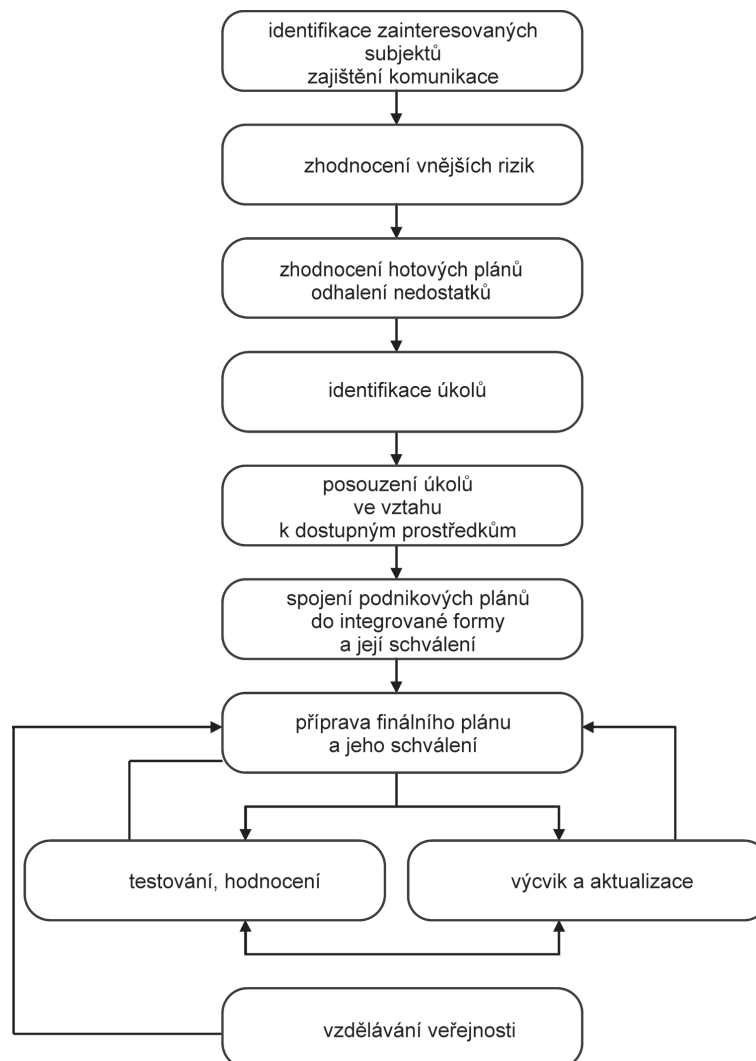 identifikace zainteresovaných
subjektů
zajištění komunikace
zhodnocení vnějších rizik
zhodnocení hotových plánů
odhalení nedostatků
identifikace úkolů
posouzení úkolů
ve vztahu
k dostupným prostředkům
spojení podnikových plánů
do integrované formy
a její schválení
příprava finálního plánu
a jeho schválení
testování, hodnocení
výcvik a aktualizace
vzdělávání veřejnosti